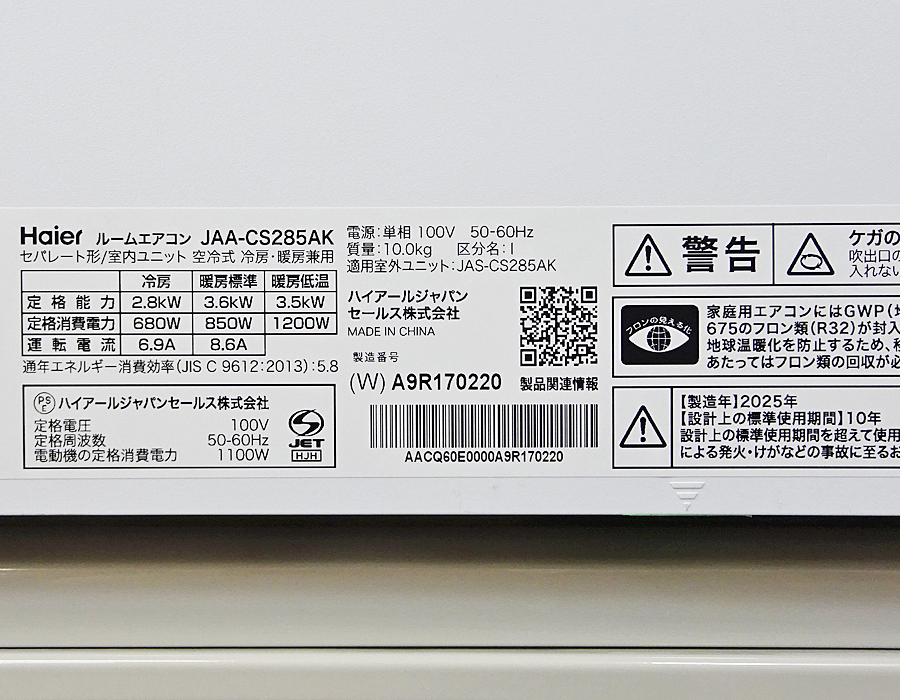 Haier ルームエアコン JAA-CS285AK
セパレート形/室内ユニット 空冷式 冷房・暖房兼用
冷房 暖房標準 暖房低温
定格能力 2.8kW 3.6kW 3.5kW
定格消費電力 680W 850W 1200W
運転電流 6.9A 8.6A
通年エネルギー消費効率(JIS C 9612:2013):5.8
PSE ハイアールジャパンセールス株式会社
定格電圧 100V
定格周波数 50-60Hz
電動機の定格消費電力 1100W
JET
HJH
電源:単相 100V 50-60Hz
質量:10.0kg 区分名:I
適用室外ユニット:JAS-CS285AK
ハイアールジャパン
セールス株式会社
MADE IN CHINA
製造番号
(W) A9R170220 製品関連情報
AACQ60E0000A9R170220
警告
ケガの
吹出口の
入れない
フロンの見える化
家庭用エアコンにはGWP(地
675のフロン類(R32)が封入
地球温暖化を防止するため、移
あたってはフロン類の回収が必
【製造年】2025年
【設計上の標準使用期間】10年
設計上の標準使用期間を超えて使用
による発火・けがなどの事故に至るお